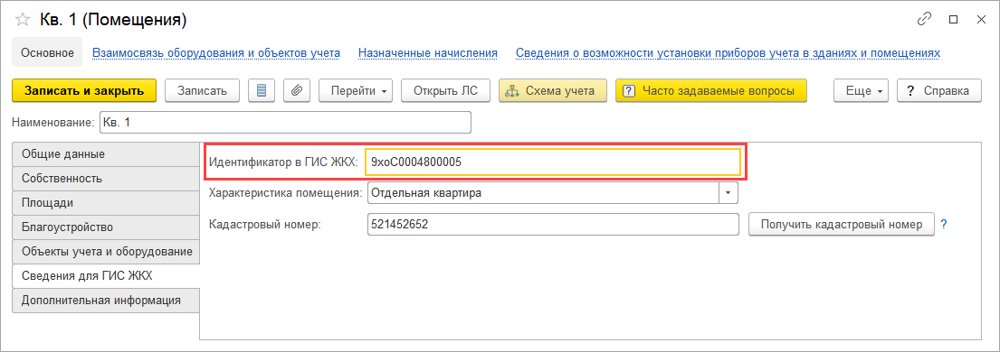 Кв. 1 (Помещения)
Основное Взаимосвязь оборудования и объектов учета Назначенные начисления Сведения о возможности установки приборов учета в зданиях и помещениях
Записать и закрыть Записать Перейти Открыть ЛС Схема учета ? Часто задаваемые вопросы Еще ? Справка
Наименование: Кв. 1
Общие данные
Собственность
Площади
Благоустройство
Объекты учета и оборудование
Сведения для ГИС ЖКХ
Дополнительная информация
Идентификатор в ГИС ЖКХ: 9хоС0004800005
Характеристика помещения: Отдельная квартира
Кадастровый номер: 521452652 Получить кадастровый номер ?